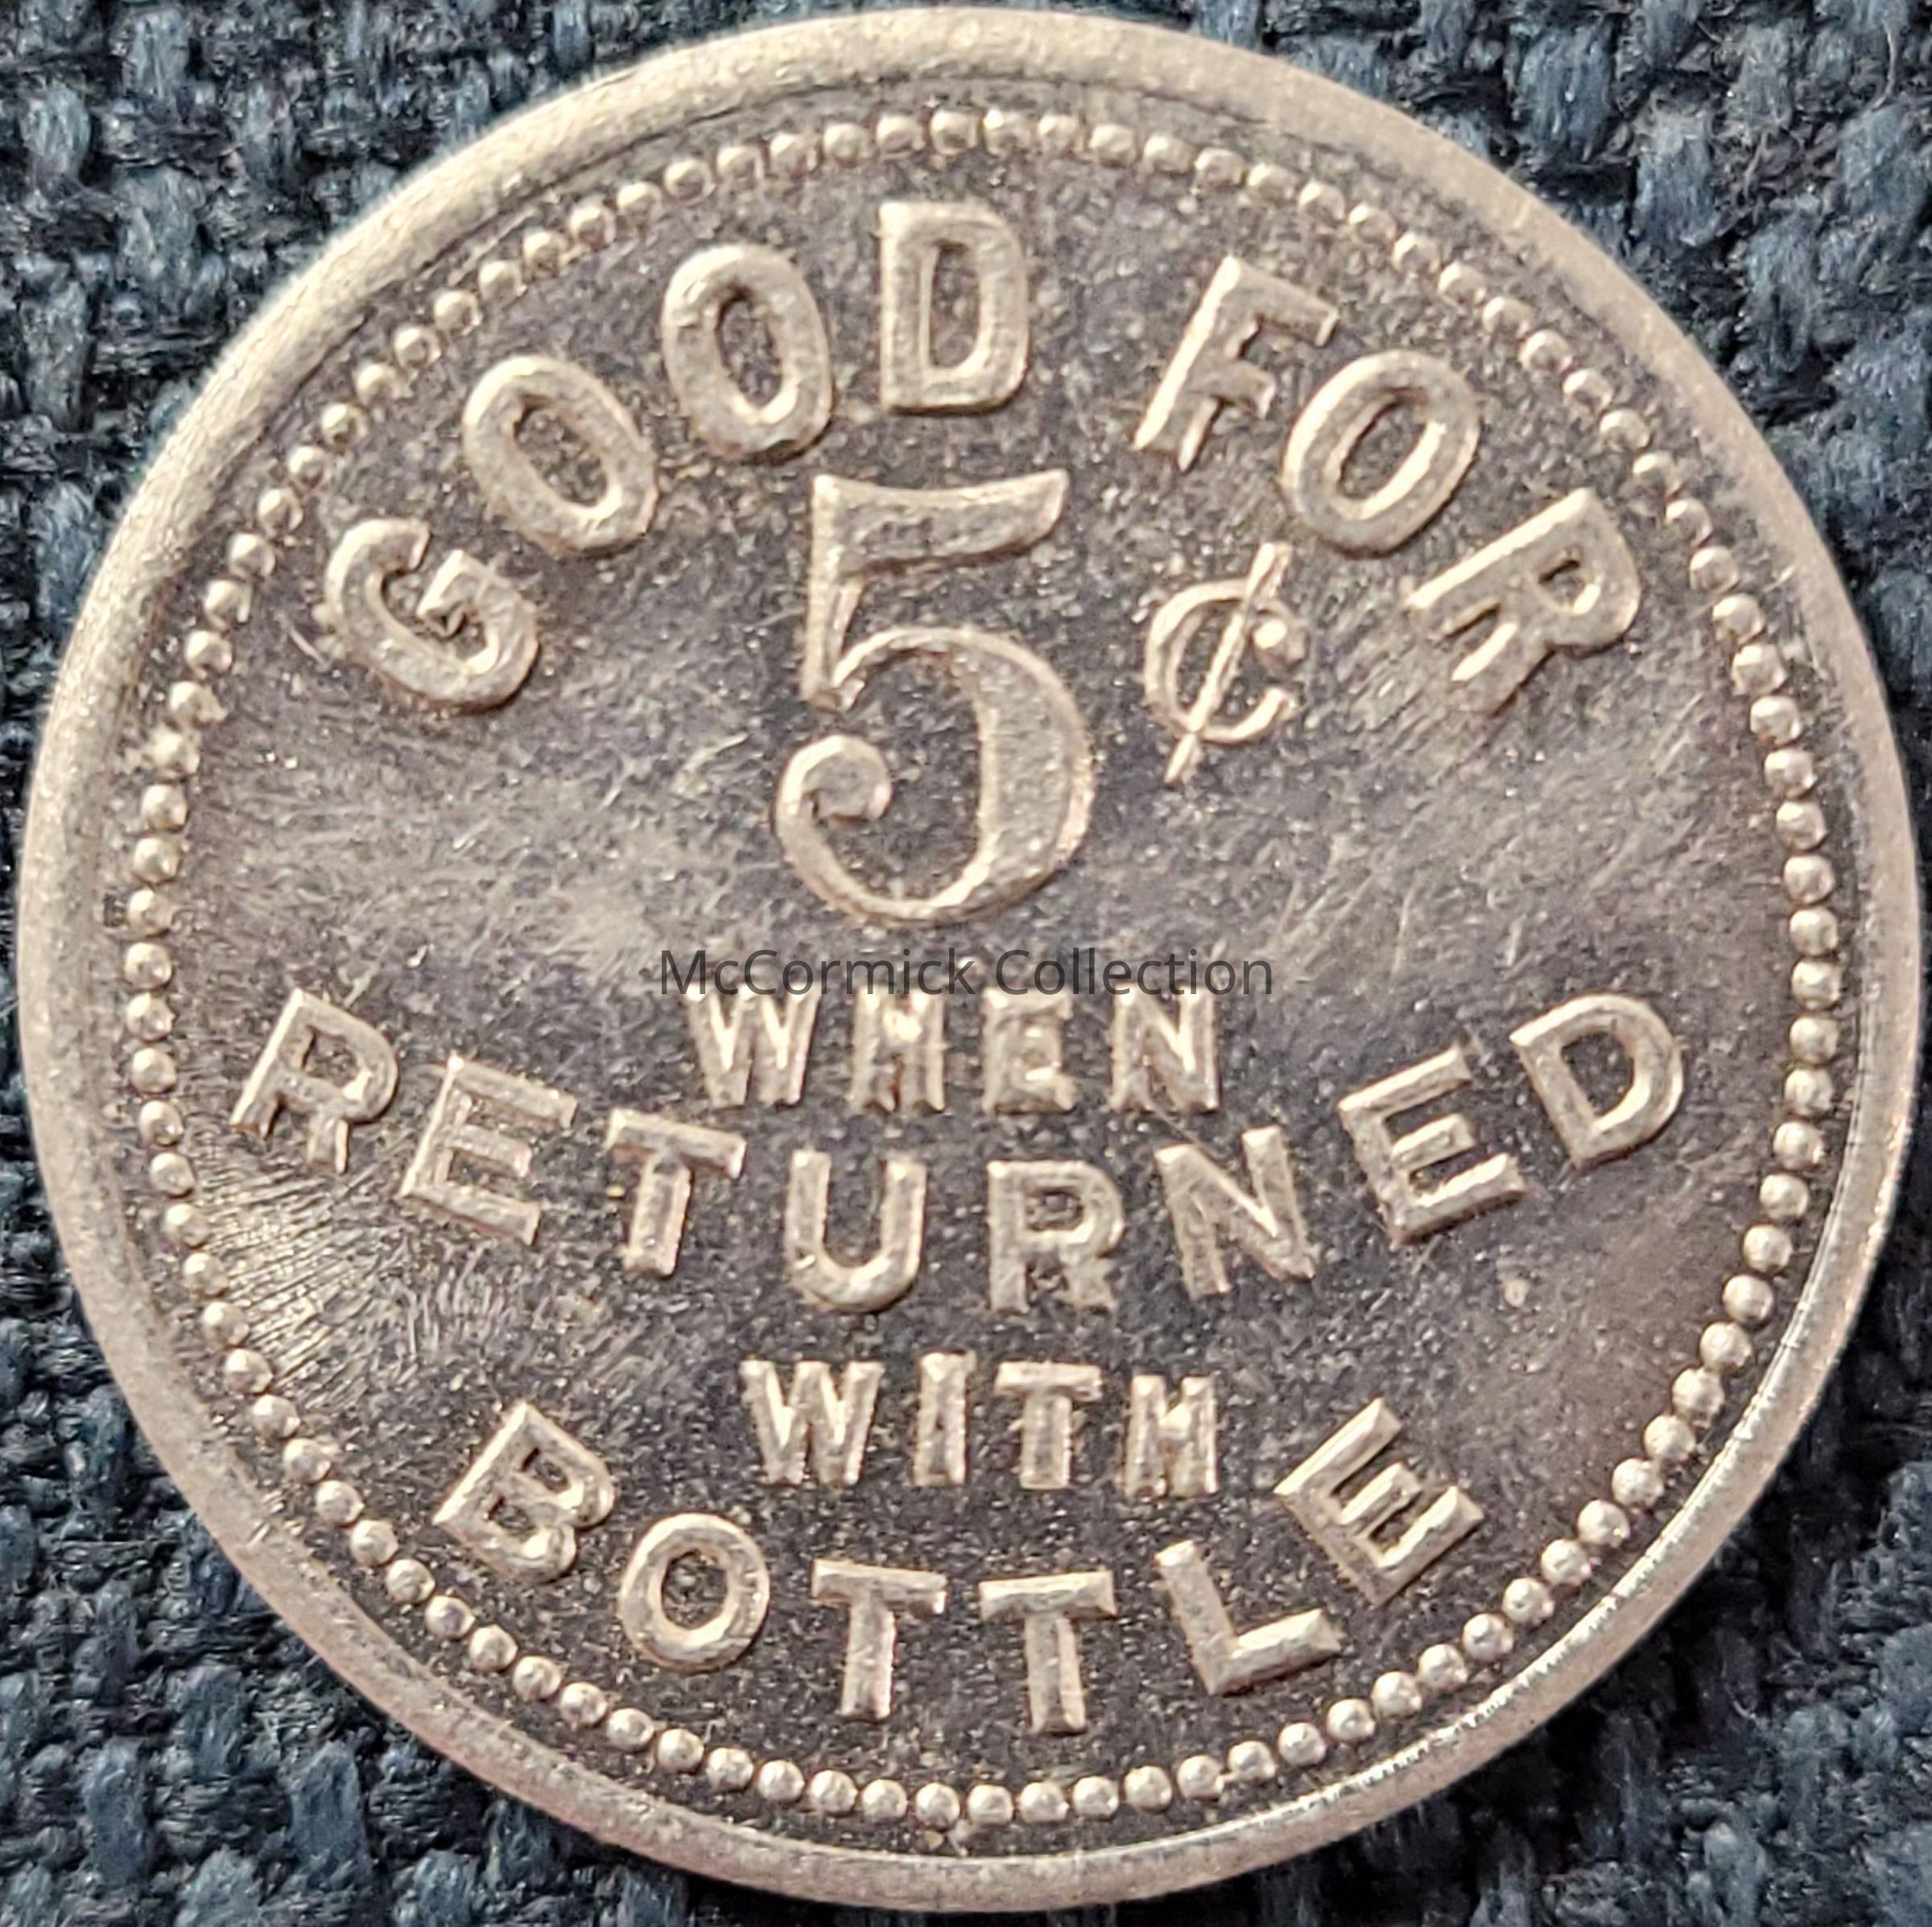 GOOD FOR
5¢
McCormick Collection
WHEN
RETURNED
WITH
BOTTLE